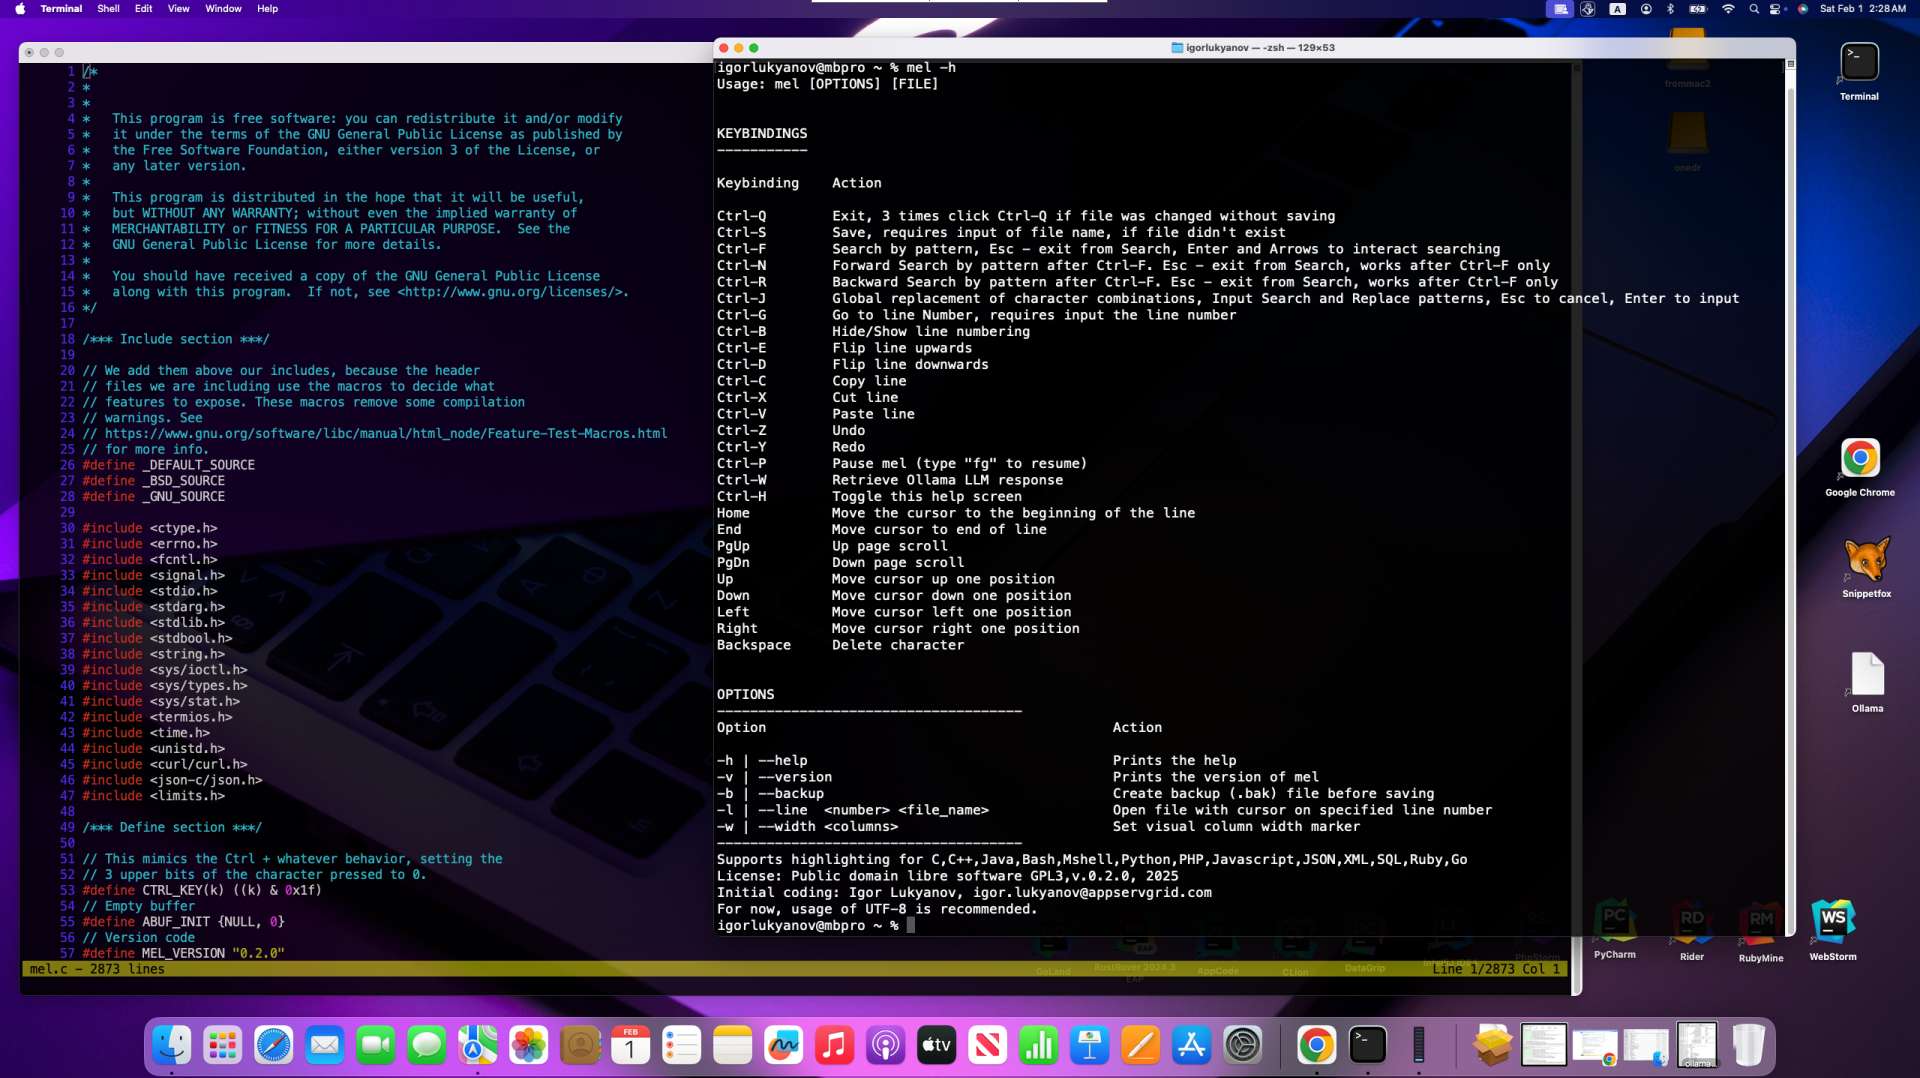 Terminal Shell Edit View Window Help
A
Sat Feb 1 2:28 AM
1 /*
2 *
3 *
4 * This program is free software: you can redistribute it and/or modify
5 * it under the terms of the GNU General Public License as published by
6 * the Free Software Foundation, either version 3 of the License, or
7 * any later version.
8 *
9 * This program is distributed in the hope that it will be useful,
10 * but WITHOUT ANY WARRANTY; without even the implied warranty of
11 * MERCHANTABILITY or FITNESS FOR A PARTICULAR PURPOSE. See the
12 * GNU General Public License for more details.
13 *
14 * You should have received a copy of the GNU General Public License
15 * along with this program. If not, see <http://www.gnu.org/licenses/>.
16 */
17
18 /*** Include section ***/
19
20 // We add them above our includes, because the header
21 // files we are including use the macros to decide what
22 // features to expose. These macros remove some compilation
23 // warnings. See
24 // https://www.gnu.org/software/libc/manual/html_node/Feature-Test-Macros.html
25 // for more info.
26 #define _DEFAULT_SOURCE
27 #define _BSD_SOURCE
28 #define _GNU_SOURCE
29
30 #include <ctype.h>
31 #include <errno.h>
32 #include <fcntl.h>
33 #include <signal.h>
34 #include <stdio.h>
35 #include <stdarg.h>
36 #include <stdlib.h>
37 #include <stdbool.h>
38 #include <string.h>
39 #include <sys/ioctl.h>
40 #include <sys/types.h>
41 #include <sys/stat.h>
42 #include <termios.h>
43 #include <time.h>
44 #include <unistd.h>
45 #include <curl/curl.h>
46 #include <json-c/json.h>
47 #include <limits.h>
48
49 /*** Define section ***/
50
51 // This mimics the Ctrl + whatever behavior, setting the
52 // 3 upper bits of the character pressed to 0.
53 #define CTRL_KEY(k) ((k) & 0x1f)
54 // Empty buffer
55 #define ABUF_INIT {NULL, 0}
56 // Version code
57 #define MEL_VERSION "0.2.0"
mel.c - 2873 lines
Line 1/2873 Col 1
igorlukyanov — -zsh — 129×53
igorlukyanov@mbpro ~ % mel -h
Usage: mel [OPTIONS] [FILE]
KEYBINDINGS
-----------
Keybinding Action
Ctrl-Q Exit, 3 times click Ctrl-Q if file was changed without saving
Ctrl-S Save, requires input of file name, if file didn't exist
Ctrl-F Search by pattern, Esc - exit from Search, Enter and Arrows to interact searching
Ctrl-N Forward Search by pattern after Ctrl-F. Esc - exit from Search, works after Ctrl-F only
Ctrl-R Backward Search by pattern after Ctrl-F. Esc - exit from Search, works after Ctrl-F only
Ctrl-J Global replacement of character combinations, Input Search and Replace patterns, Esc to cancel, Enter to input
Ctrl-G Go to line Number, requires input the line number
Ctrl-B Hide/Show line numbering
Ctrl-E Flip line upwards
Ctrl-D Flip line downwards
Ctrl-C Copy line
Ctrl-X Cut line
Ctrl-V Paste line
Ctrl-Z Undo
Ctrl-Y Redo
Ctrl-P Pause mel (type "fg" to resume)
Ctrl-W Retrieve Ollama LLM response
Ctrl-H Toggle this help screen
Home Move the cursor to the beginning of the line
End Move cursor to end of line
PgUp Up page scroll
PgDn Down page scroll
Up Move cursor up one position
Down Move cursor down one position
Left Move cursor left one position
Right Move cursor right one position
Backspace Delete character
OPTIONS
-------------------------------------
Option Action
-h | --help Prints the help
-v | --version Prints the version of mel
-b | --backup Create backup (.bak) file before saving
-l | --line <number> <file_name> Open file with cursor on specified line number
-w | --width <columns> Set visual column width marker
-------------------------------------
Supports highlighting for C,C++,Java,Bash,Mshell,Python,PHP,Javascript,JSON,XML,SQL,Ruby,Go
License: Public domain libre software GPL3,v.0.2.0, 2025
Initial coding: Igor Lukyanov, igor.lukyanov@appservgrid.com
For now, usage of UTF-8 is recommended.
igorlukyanov@mbpro ~ %
frommac2
onedr
Terminal
Google Chrome
Snippetfox
Ollama
GoLand
RustRover 2024.3
EAP
AppCode
CLion
DataGrip
PhpStorm
PC
PyCharm
RD
Rider
RM
RubyMine
WS
WebStorm
FEB
1
tv